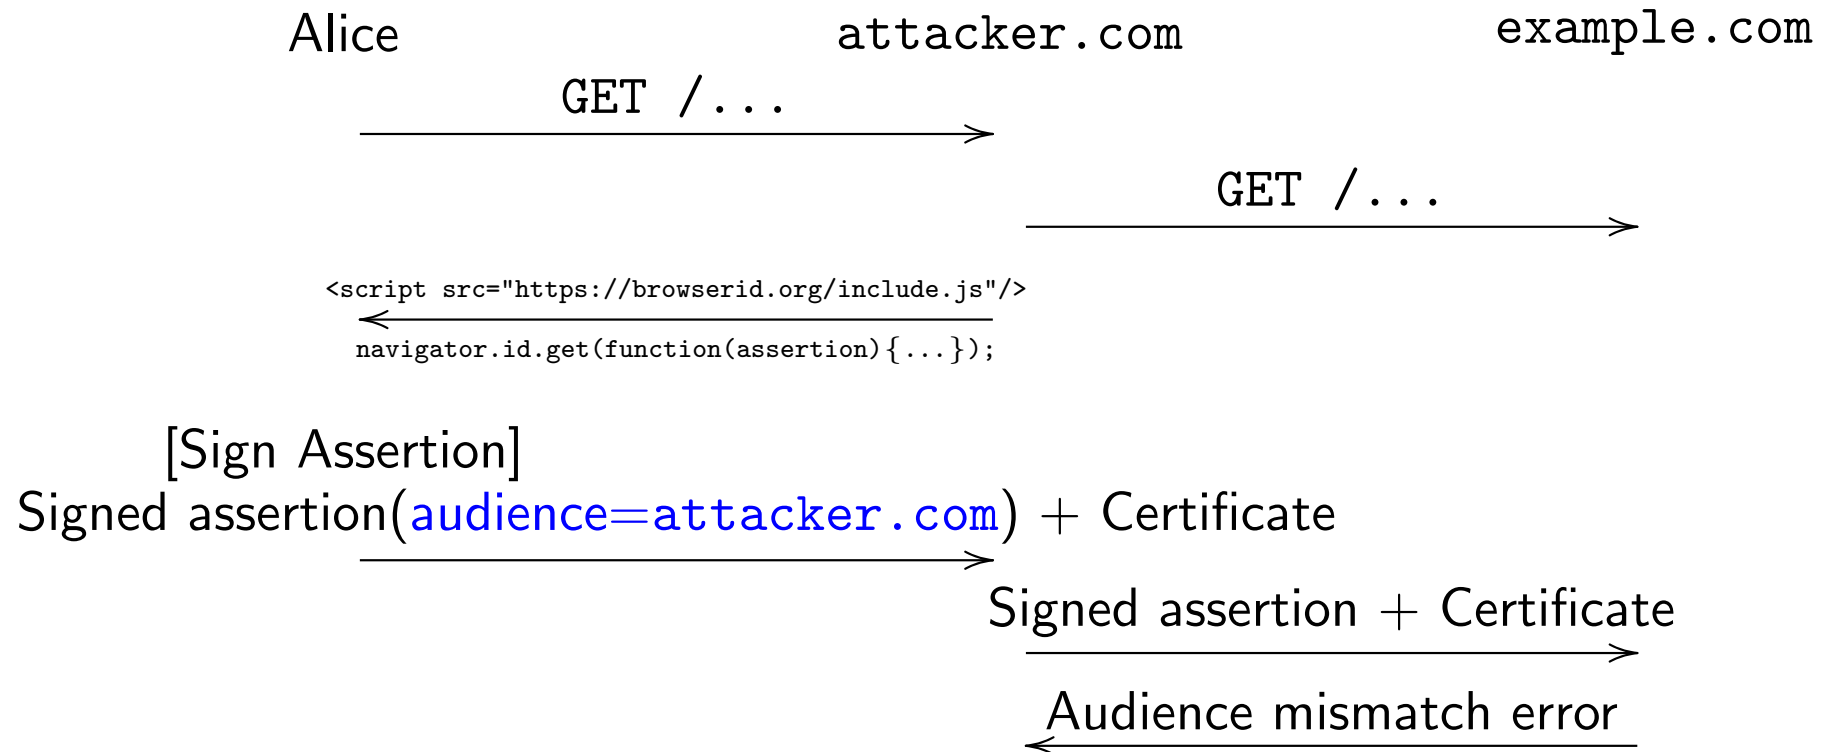 Alice attacker.com example.com
GET /...
GET /...
<script src="https://browserid.org/include.js"/>
navigator.id.get(function(assertion){...});
[Sign Assertion]
Signed assertion(audience=attacker.com) + Certificate
Signed assertion + Certificate
Audience mismatch error